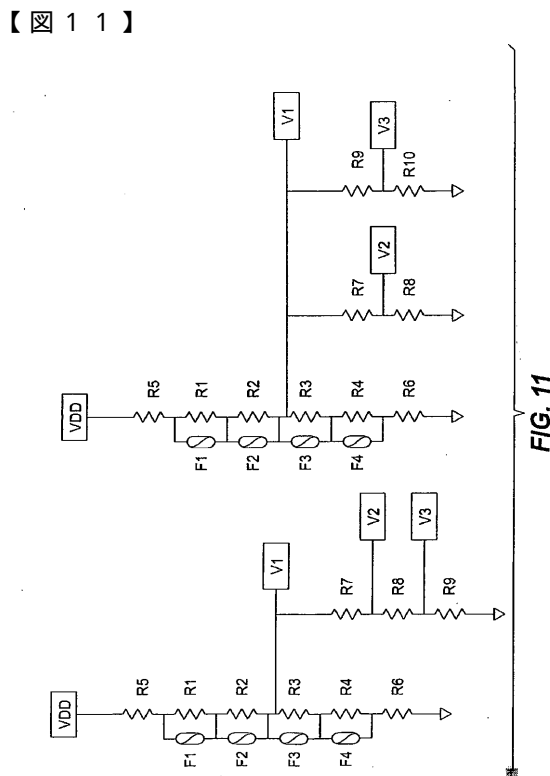 【図１１】
VDD
R5
F1 R1
F2 R2
V1
F3 R3
F4 R4
R6
R7
V2
R8
V3
R9
VDD
R5
F1 R1
F2 R2
V1
F3 R3
F4 R4
R6
R7
V2
R8
R9
V3
R10
FIG. 11